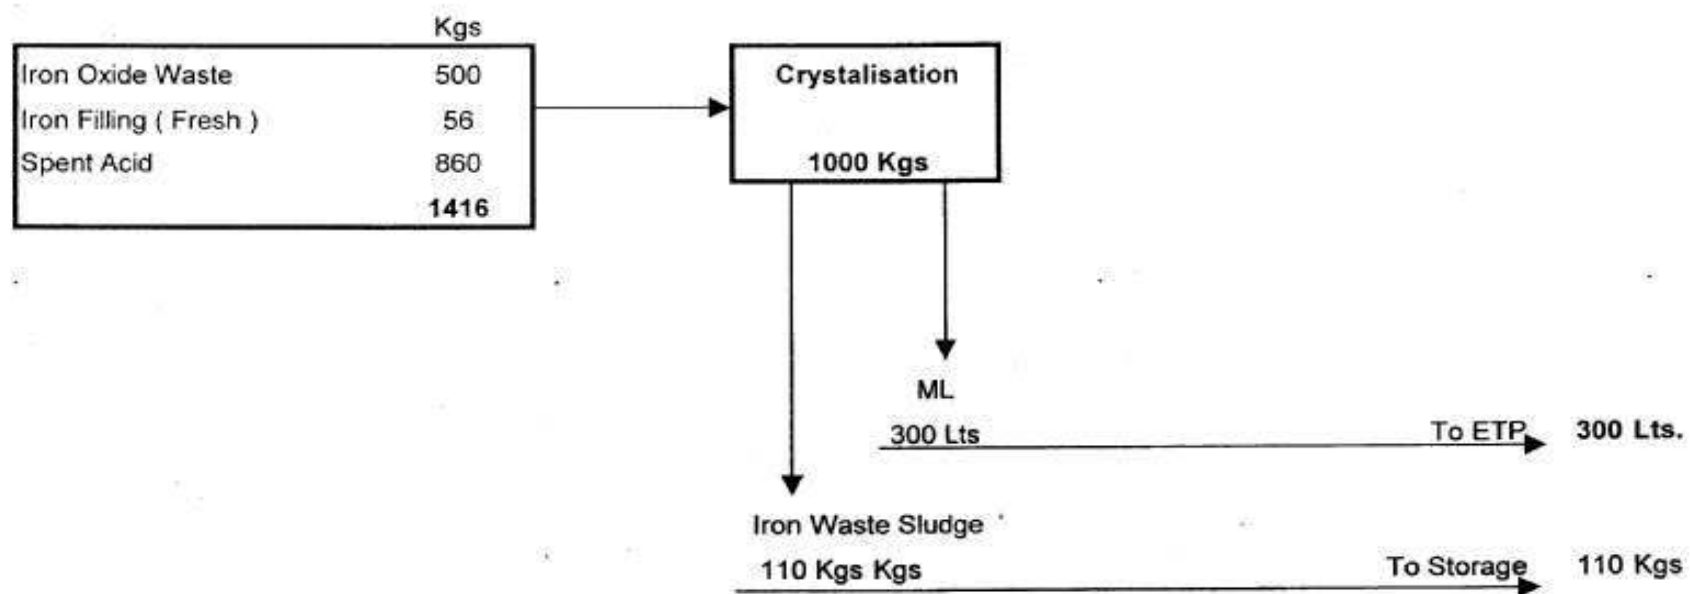 Kgs
Iron Oxide Waste 500
Iron Filling ( Fresh ) 56
Spent Acid 860
1416
Crystalisation
1000 Kgs
ML
300 Lts To ETP 300 Lts.
Iron Waste Sludge
110 Kgs Kgs To Storage 110 Kgs